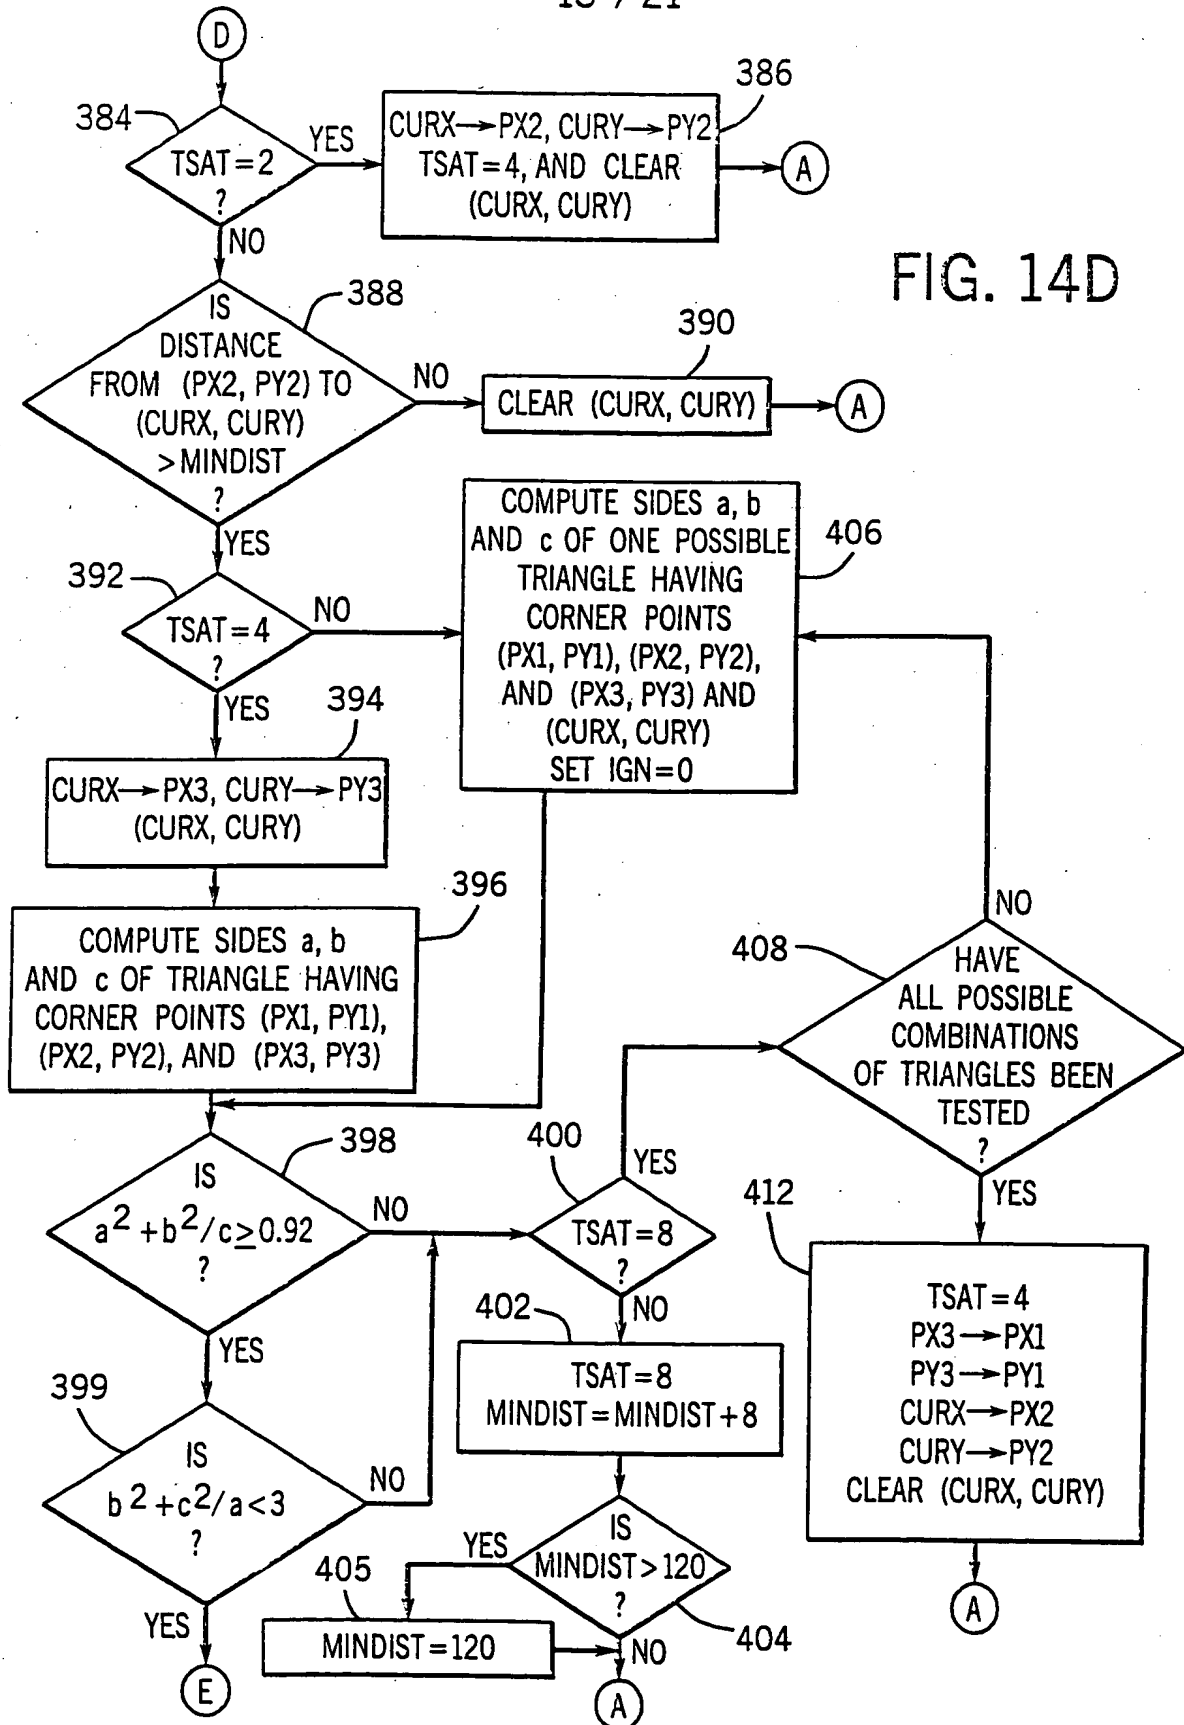 D
384
TSAT=2
?
YES
NO
386
CURX→PX2, CURY→PY2
TSAT=4, AND CLEAR
(CURX, CURY)
A
FIG. 14D
388
IS
DISTANCE
FROM (PX2, PY2) TO
(CURX, CURY)
>MINDIST
?
NO
YES
390
CLEAR (CURX, CURY)
A
392
TSAT=4
?
NO
YES
406
COMPUTE SIDES a, b
AND c OF ONE POSSIBLE
TRIANGLE HAVING
CORNER POINTS
(PX1, PY1), (PX2, PY2),
AND (PX3, PY3) AND
(CURX, CURY)
SET IGN=0
394
CURX→PX3, CURY→PY3
(CURX, CURY)
396
COMPUTE SIDES a, b
AND c OF TRIANGLE HAVING
CORNER POINTS (PX1, PY1),
(PX2, PY2), AND (PX3, PY3)
398
IS
a² +b²/c≥0.92
?
NO
YES
399
IS
b² +c²/a<3
?
NO
YES
E
400
TSAT=8
?
YES
NO
402
TSAT=8
MINDIST=MINDIST+8
IS
MINDIST>120
?
404
YES
NO
405
MINDIST=120
A
408
HAVE
ALL POSSIBLE
COMBINATIONS
OF TRIANGLES BEEN
TESTED
?
NO
YES
412
TSAT=4
PX3→PX1
PY3→PY1
CURX→PX2
CURY→PY2
CLEAR (CURX, CURY)
A